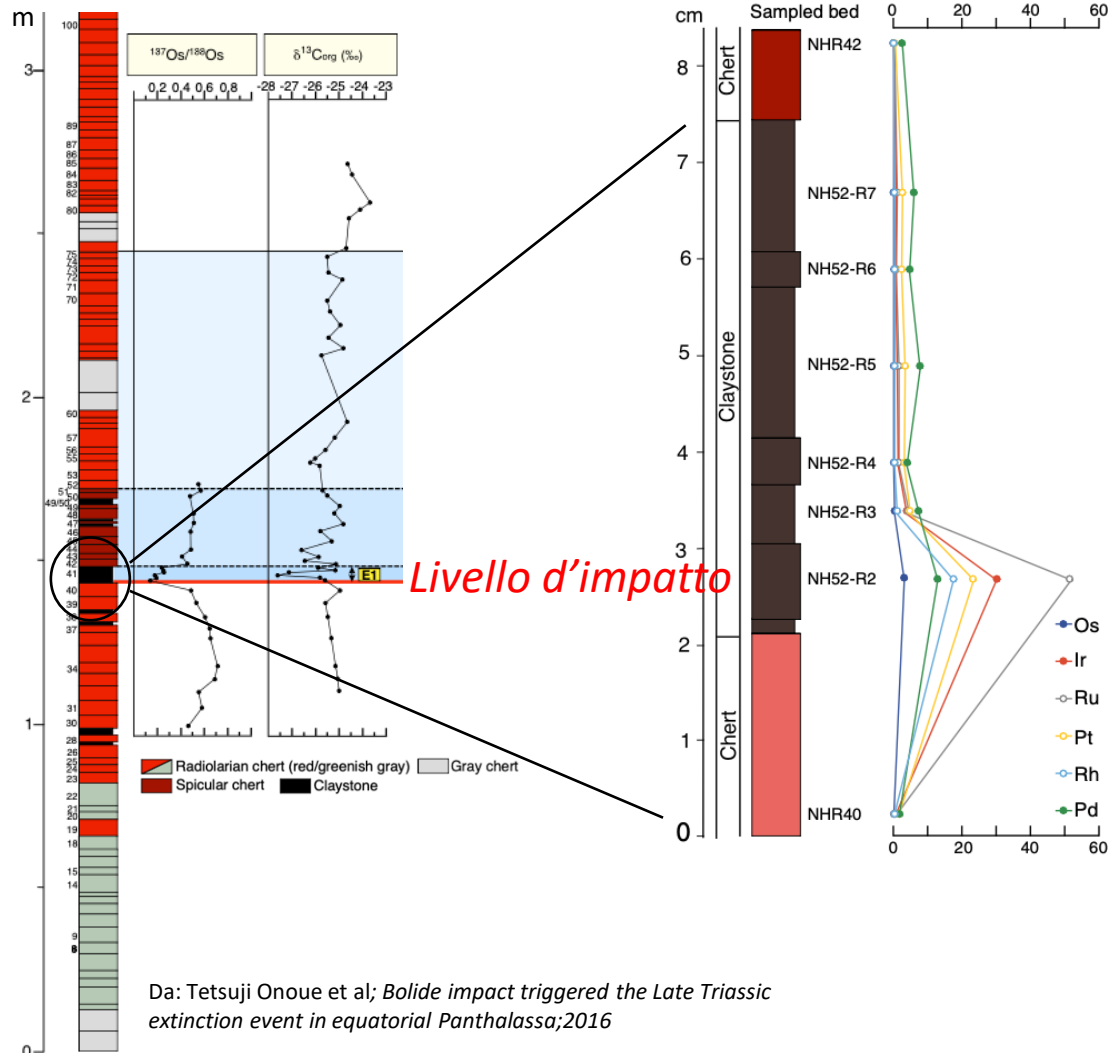 m
3
2
1
0
100
89
87
86
85
84
83
82
80
75
74
73
72
71
70
60
57
56
55
53
52
51
50
49/50
49
48
47
46
44
43
42
41
40
39
37
34
31
30
28
26
25
24
23
22
21
20
19
18
15
14
9
¹³⁷Os/¹⁸⁸Os
0,2 0,4 0,6 0,8
δ¹³Corg (‰)
-28 -27 -26 -25 -24 -23
E1
Livello d'impatto
Radiolarian chert (red/greenish gray)
Gray chert
Spicular chert
Claystone
cm
8
7
6
5
4
3
2
1
0
Chert
Claystone
Chert
Sampled bed
NHR42
NH52-R7
NH52-R6
NH52-R5
NH52-R4
NH52-R3
NH52-R2
NHR40
0 20 40 60
Os
Ir
Ru
Pt
Rh
Pd
0 20 40 60
Da: Tetsuji Onoue et al; Bolide impact triggered the Late Triassic
extinction event in equatorial Panthalassa;2016